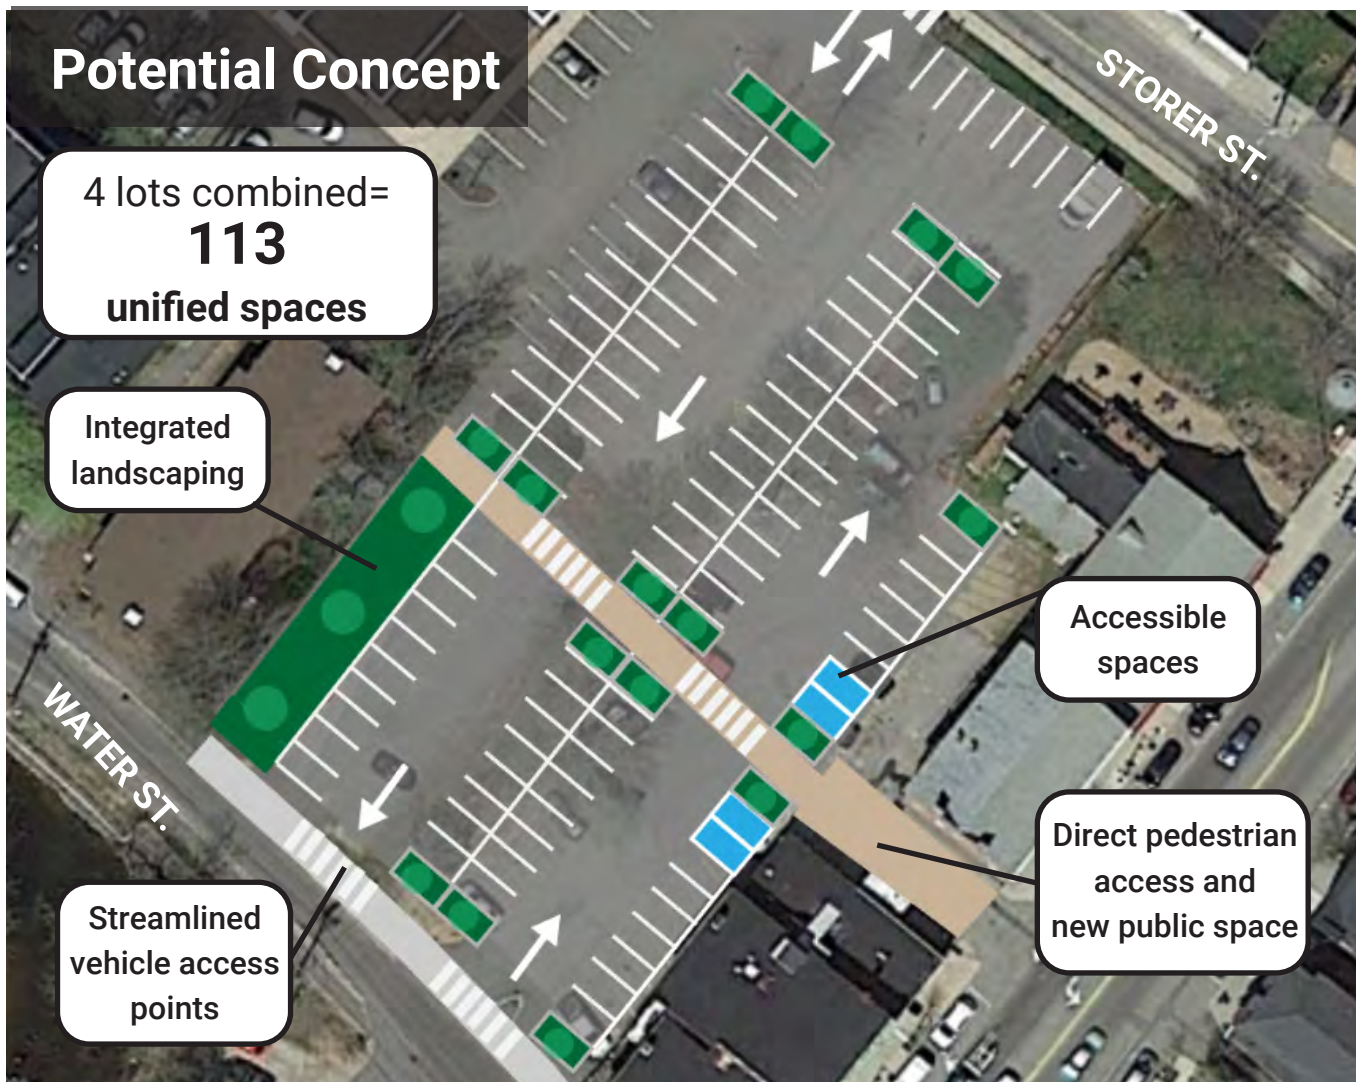 Potential Concept
4 lots combined=
113
unified spaces
STORER ST.
Integrated
landscaping
Accessible
spaces
WATER ST.
Direct pedestrian
access and
new public space
Streamlined
vehicle access
points